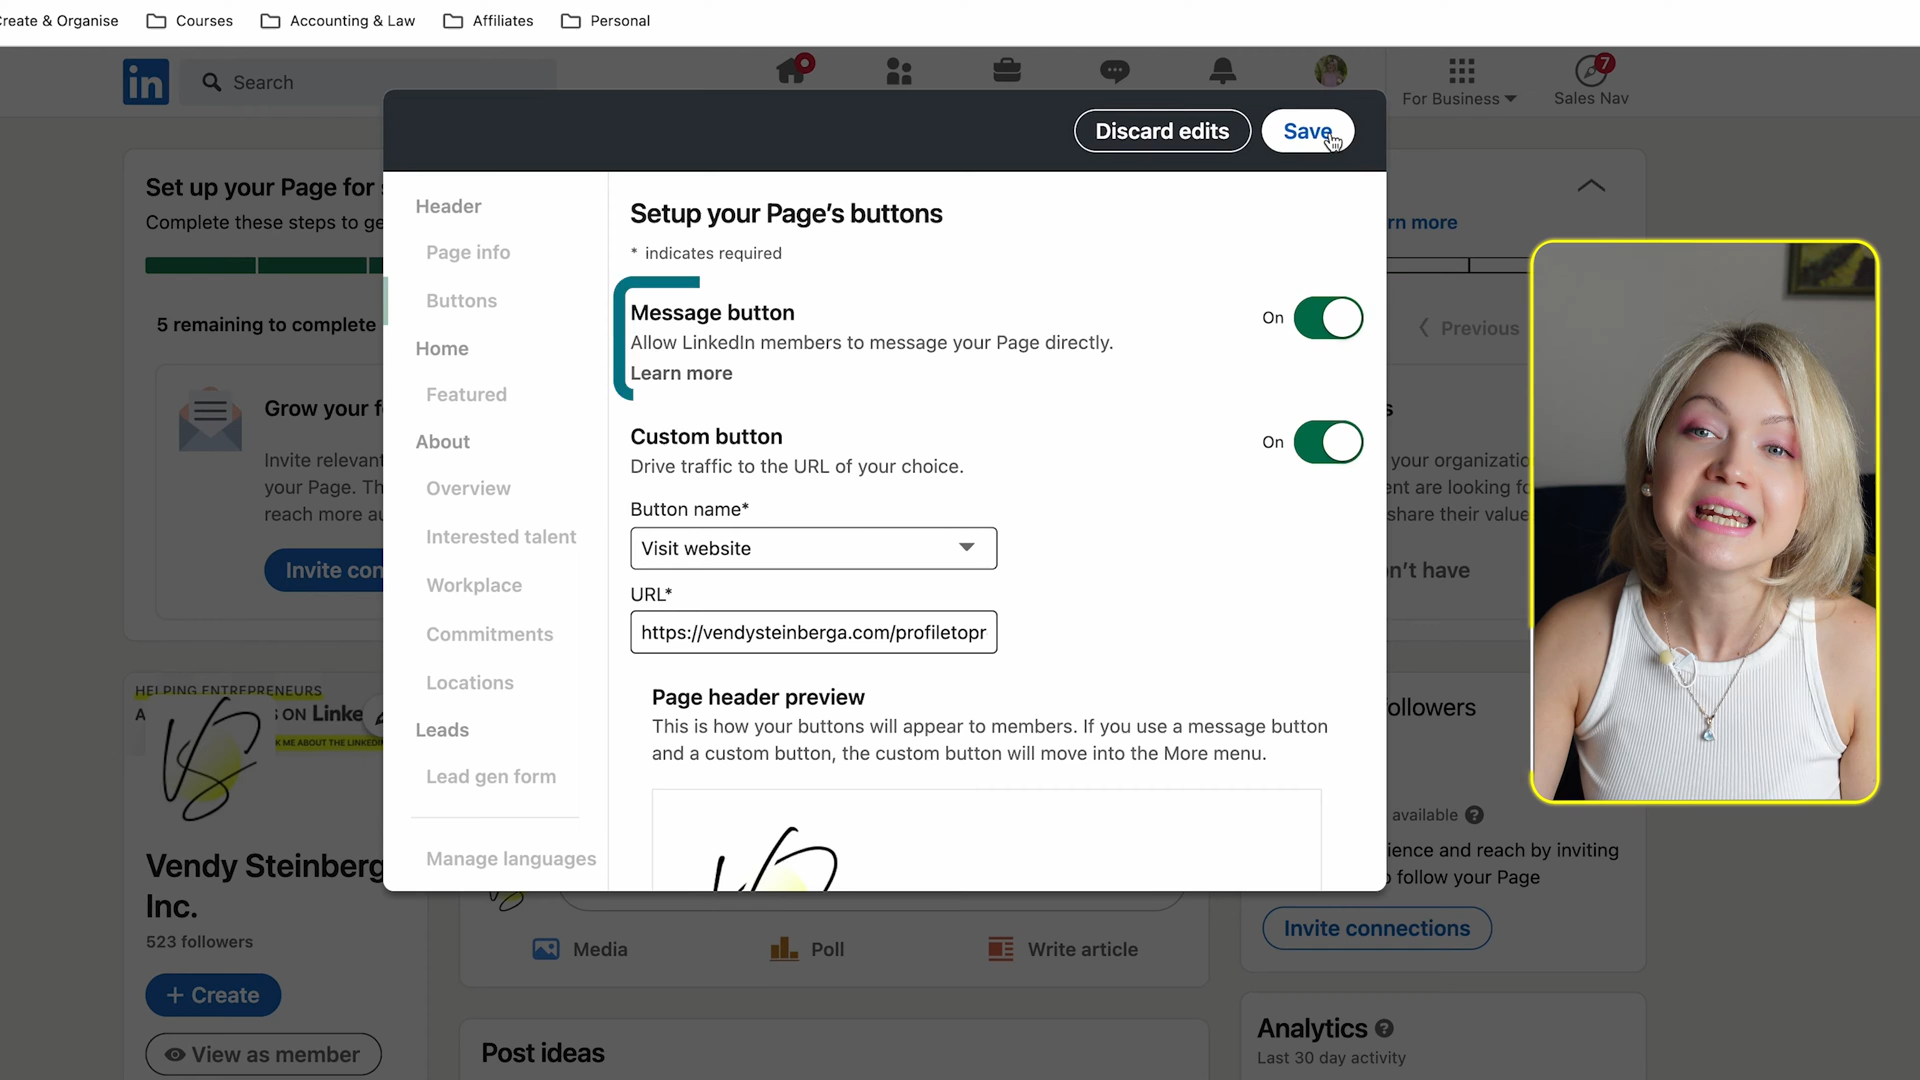 Create & Organise
Courses
Accounting & Law
Affiliates
Personal
in
Search
For Business
7
Sales Nav
Discard edits
Save
Set up your Page for
Complete these steps to ge
5 remaining to complete
Grow your f
Invite relevan
your Page. Th
reach more au
Invite con
Header
Page info
Buttons
Home
Featured
About
Overview
Interested talent
Workplace
Commitments
Locations
Leads
Lead gen form
Manage languages
Setup your Page's buttons
* indicates required
Message button
Allow LinkedIn members to message your Page directly.
Learn more
On
Custom button
Drive traffic to the URL of your choice.
On
Button name*
Visit website
URL*
https://vendysteinberga.com/profiletopr
Page header preview
This is how your buttons will appear to members. If you use a message button
and a custom button, the custom button will move into the More menu.
rn more
Previous
s
your organizatio
ent are looking fo
share their value
n't have
ollowers
available
ience and reach by inviting
o follow your Page
Invite connections
HELPING ENTREPRENEURS
A S ON Linke
K ME ABOUT THE LINKEDI
VS
Vendy Steinberg
Inc.
523 followers
+ Create
View as member
Media
Poll
Write article
Post ideas
Analytics
Last 30 day activity